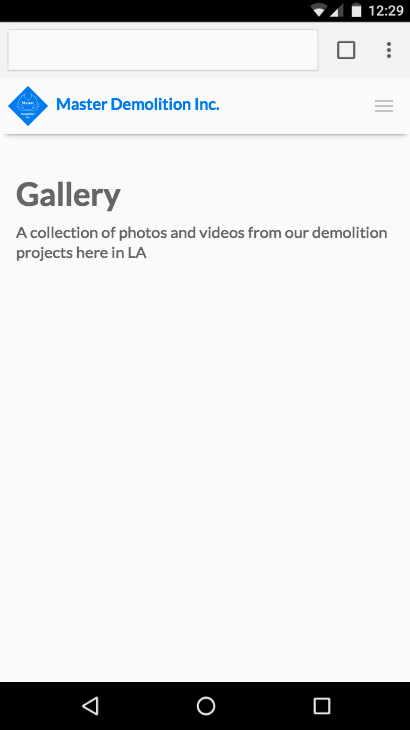 12:29
Master Demolition Inc.
Gallery
A collection of photos and videos from our demolition
projects here in LA